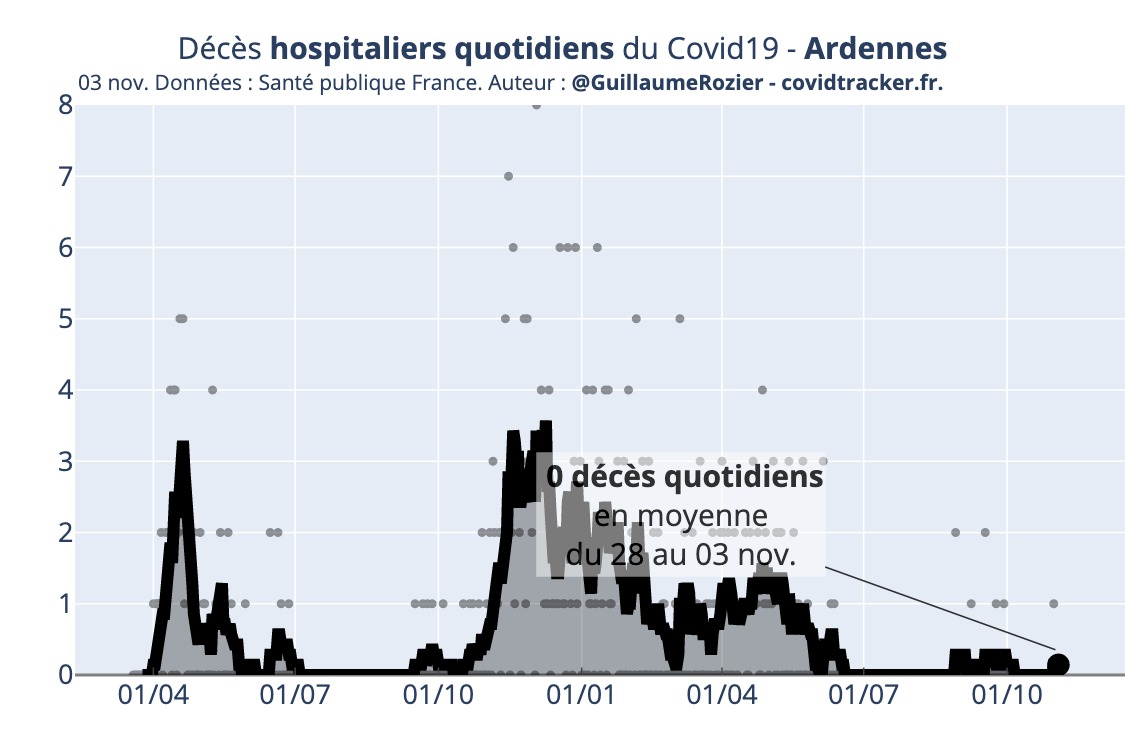 Décès hospitaliers quotidiens du Covid19 - Ardennes
03 nov. Données : Santé publique France. Auteur : @GuillaumeRozier - covidtracker.fr.
8
7
6
5
4
3
2
1
0
0 décès quotidiens
en moyenne
du 28 au 03 nov.
01/04 01/07 01/10 01/01 01/04 01/07 01/10